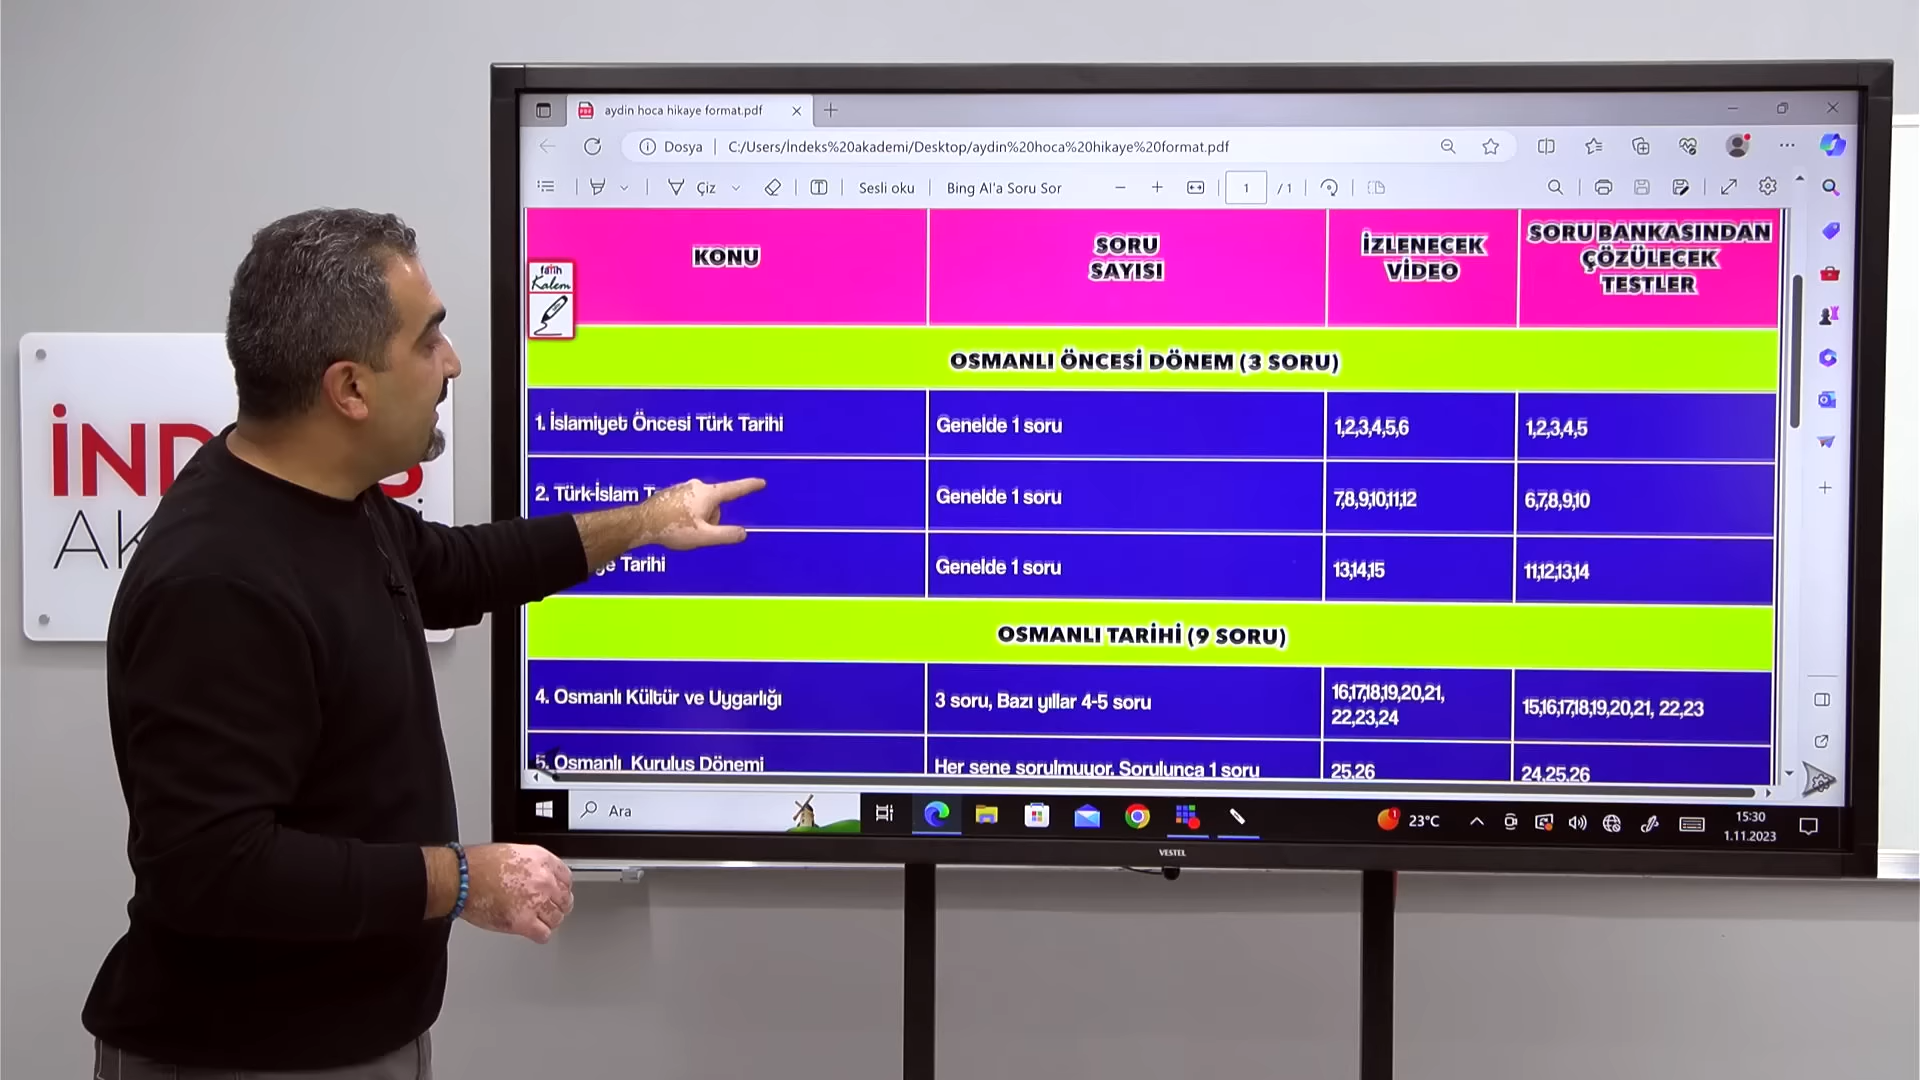 aydin hoca hikaye format.pdf
Dosya
C:/Users/İndeks%20akademi/Desktop/aydin%20hoca%20hikaye%20format.pdf
Çiz
Sesli oku
Bing AI'a Soru Sor
1
/ 1
KONU
SORU
SAYISI
İZLENECEK
VİDEO
SORU BANKASINDAN
ÇÖZÜLECEK
TESTLER
fatih
Kalem
OSMANLI ÖNCESİ DÖNEM (3 SORU)
1. İslamiyet Öncesi Türk Tarihi
Genelde 1 soru
1,2,3,4,5,6
1,2,3,4,5
2. Türk-İslam
Genelde 1 soru
7,8,9,10,11,12
6,7,8,9,10
Tarihi
Genelde 1 soru
13,14,15
11,12,13,14
OSMANLI TARİHİ (9 SORU)
4. Osmanlı Kültür ve Uygarlığı
3 soru, Bazı yıllar 4-5 soru
16,17,18,19,20,21,
22,23,24
15,16,17,18,19,20,21, 22,23
5. Osmanlı Kuruluş Dönemi
Her sene sorulmuyor. Sorulunca 1 soru
25,26
24,25,26
Ara
23°C
15:30
1.11.2023
VESTEL